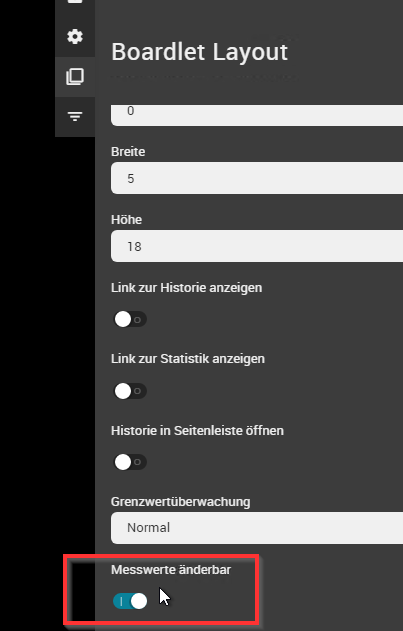 Boardlet Layout
0
Breite
5
Höhe
18
Link zur Historie anzeigen
Link zur Statistik anzeigen
Historie in Seitenleiste öffnen
Grenzwertüberwachung
Normal
Messwerte änderbar